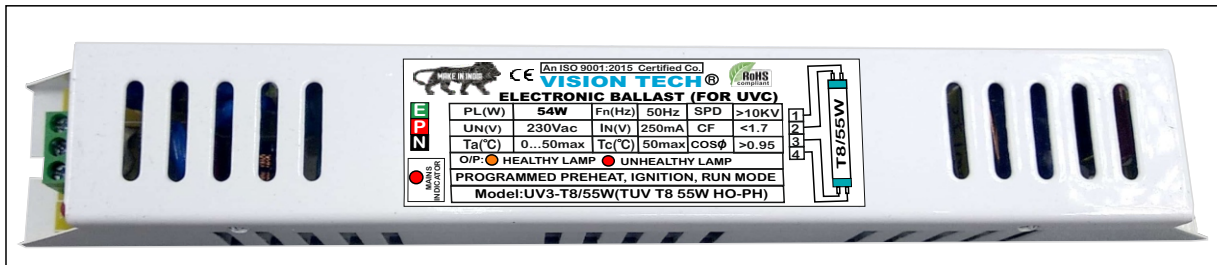 MAKE IN INDIA
CE
An ISO 9001:2015 Certified Co.
VISION TECH®
RoHS
compliant
ELECTRONIC BALLAST (FOR UVC)
E
P
N
PL(W) 54W Fn(Hz) 50Hz SPD >10KV
UN(V) 230Vac IN(V) 250mA CF <1.7
Ta(℃) 0...50max Tc(℃) 50max COSϕ >0.95
O/P: HEALTHY LAMP UNHEALTHY LAMP
PROGRAMMED PREHEAT, IGNITION, RUN MODE
Model:UV3-T8/55W(TUV T8 55W HO-PH)
MAINS
INDICATOR
1
2
3
4
T8/55W